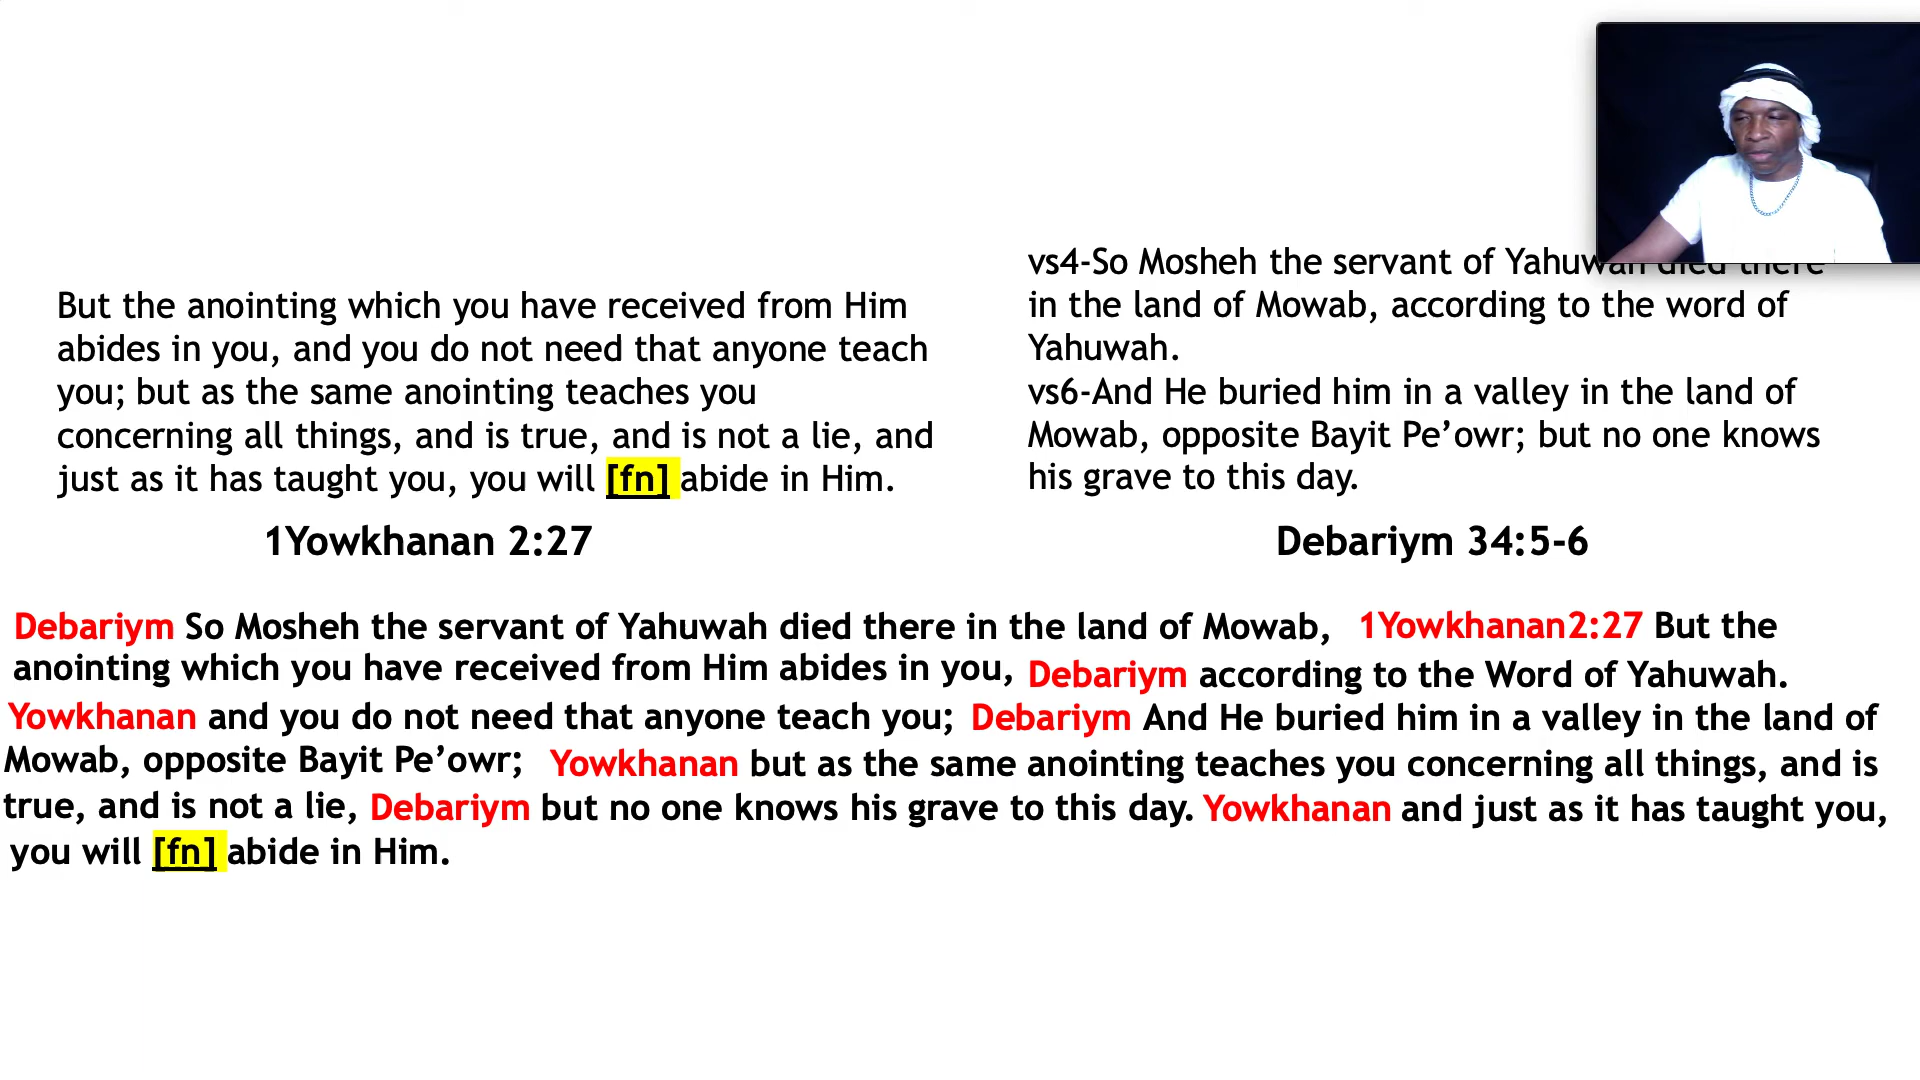 But the anointing which you have received from Him
abides in you, and you do not need that anyone teach
you; but as the same anointing teaches you
concerning all things, and is true, and is not a lie, and
just as it has taught you, you will [fn] abide in Him.
1Yowkhanan 2:27
vs4-So Mosheh the servant of Yahuwah died there
in the land of Mowab, according to the word of
Yahuwah.
vs6-And He buried him in a valley in the land of
Mowab, opposite Bayit Pe’owr; but no one knows
his grave to this day.
Debariym 34:5-6
Debariym So Mosheh the servant of Yahuwah died there in the land of Mowab, 1Yowkhanan2:27 But the
anointing which you have received from Him abides in you, Debariym according to the Word of Yahuwah.
Yowkhanan and you do not need that anyone teach you; Debariym And He buried him in a valley in the land of
Mowab, opposite Bayit Pe’owr; Yowkhanan but as the same anointing teaches you concerning all things, and is
true, and is not a lie, Debariym but no one knows his grave to this day. Yowkhanan and just as it has taught you,
you will [fn] abide in Him.